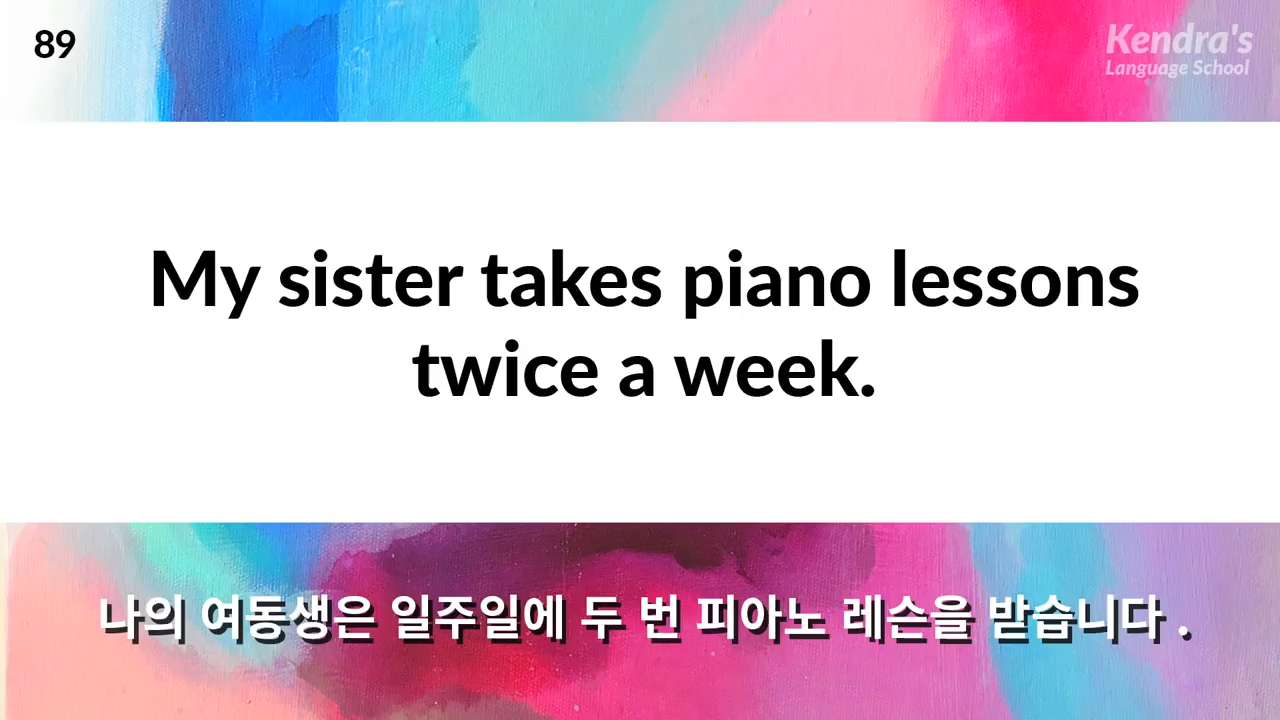 89
Kendra's
Language School
My sister takes piano lessons
twice a week.
나의 여동생은 일주일에 두 번 피아노 레슨을 받습니다 .